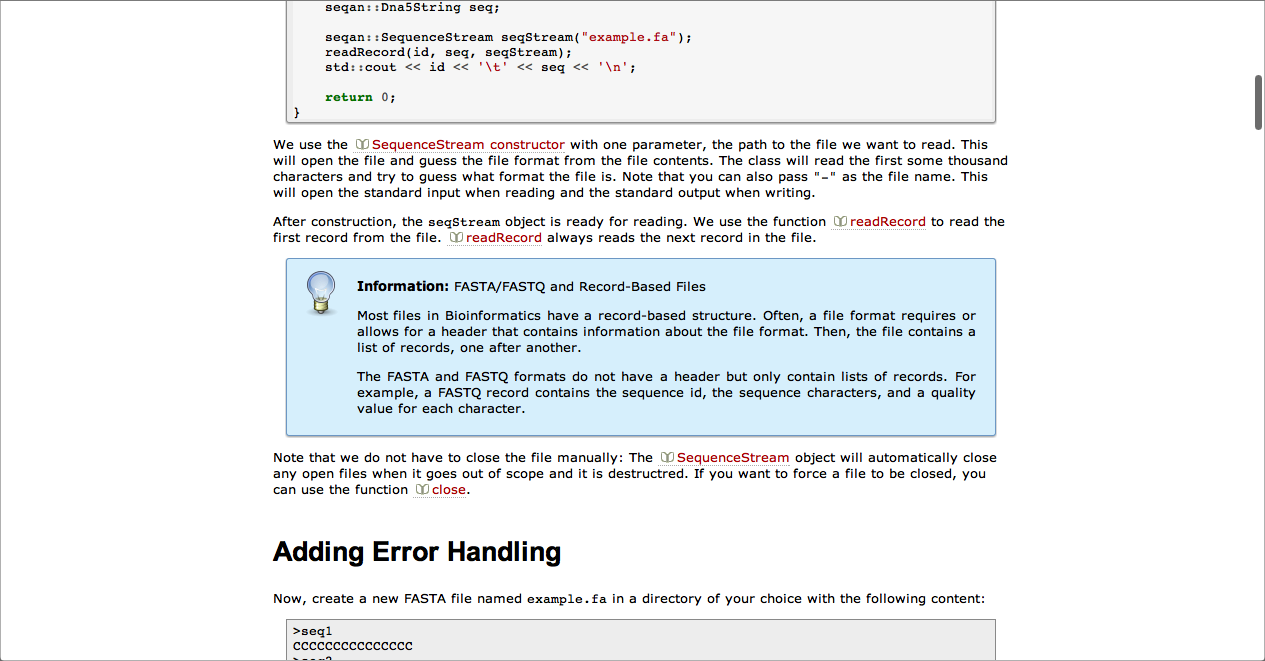 seqan::Dna5String seq;
seqan::SequenceStream seqStream("example.fa");
readRecord(id, seq, seqStream);
std::cout << id << '\t' << seq << '\n';
return 0;
}
We use the SequenceStream constructor with one parameter, the path to the file we want to read. This
will open the file and guess the file format from the file contents. The class will read the first some thousand
characters and try to guess what format the file is. Note that you can also pass "-" as the file name. This
will open the standard input when reading and the standard output when writing.
After construction, the seqStream object is ready for reading. We use the function readRecord to read the
first record from the file. readRecord always reads the next record in the file.
Information: FASTA/FASTQ and Record-Based Files
Most files in Bioinformatics have a record-based structure. Often, a file format requires or
allows for a header that contains information about the file format. Then, the file contains a
list of records, one after another.
The FASTA and FASTQ formats do not have a header but only contain lists of records. For
example, a FASTQ record contains the sequence id, the sequence characters, and a quality
value for each character.
Note that we do not have to close the file manually: The SequenceStream object will automatically close
any open files when it goes out of scope and it is destructred. If you want to force a file to be closed, you
can use the function close.
Adding Error Handling
Now, create a new FASTA file named example.fa in a directory of your choice with the following content:
>seq1
CCCCCCCCCCCCCCC